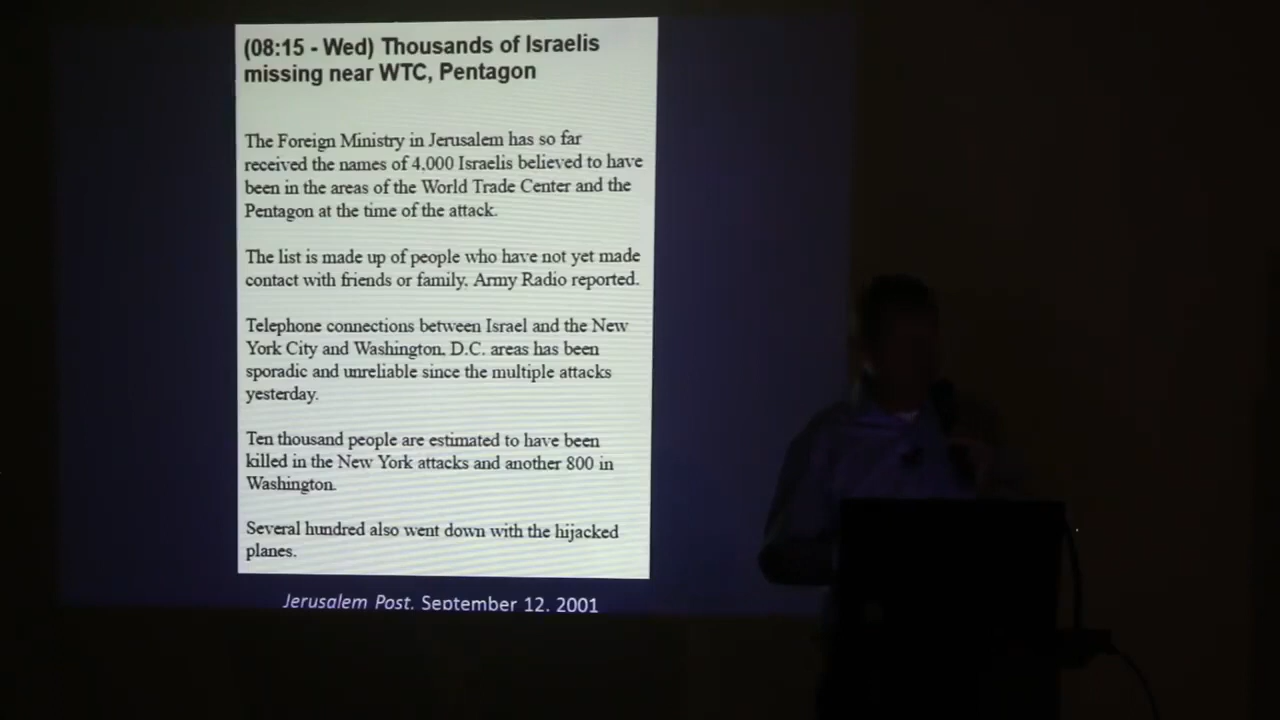 (08:15 - Wed) Thousands of Israelis
missing near WTC, Pentagon
The Foreign Ministry in Jerusalem has so far
received the names of 4,000 Israelis believed to have
been in the areas of the World Trade Center and the
Pentagon at the time of the attack.
The list is made up of people who have not yet made
contact with friends or family, Army Radio reported.
Telephone connections between Israel and the New
York City and Washington, D.C. areas has been
sporadic and unreliable since the multiple attacks
yesterday.
Ten thousand people are estimated to have been
killed in the New York attacks and another 800 in
Washington.
Several hundred also went down with the hijacked
planes.
Jerusalem Post, September 12, 2001